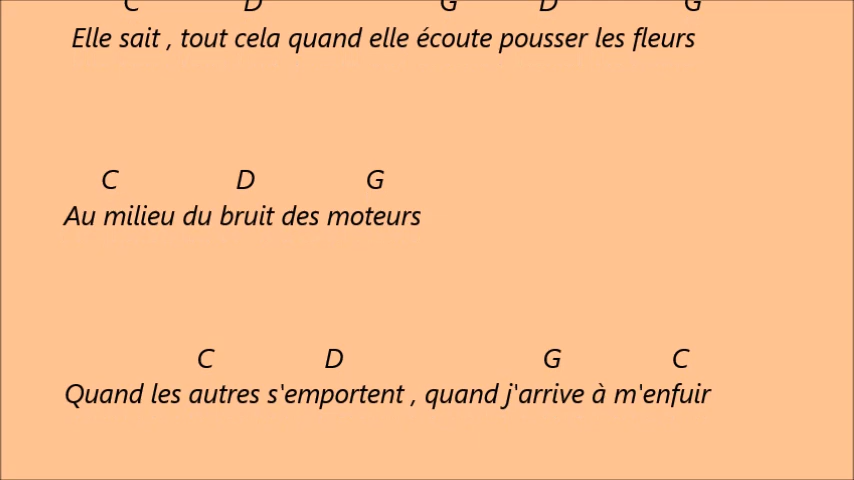 C D G D G
Elle sait , tout cela quand elle écoute pousser les fleurs
C D G
Au milieu du bruit des moteurs
C D G C
Quand les autres s'emportent , quand j'arrive à m'enfuir